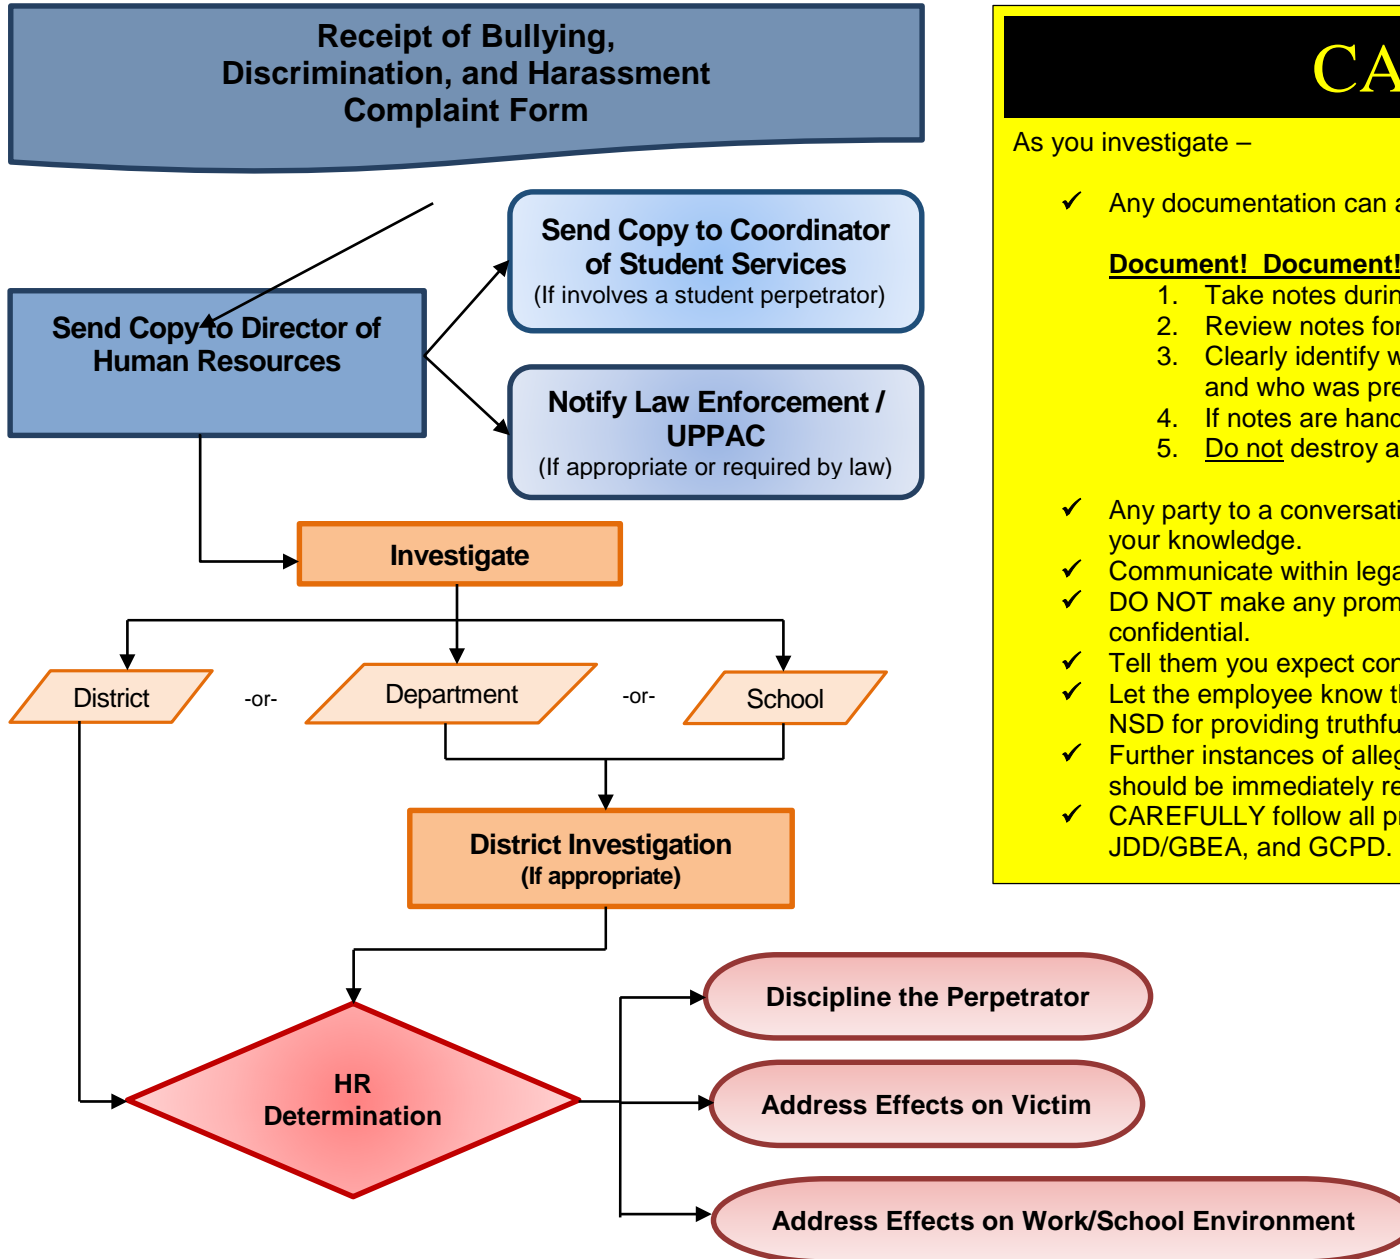 Receipt of Bullying,
Discrimination, and Harassment
Complaint Form
Send Copy to Coordinator
of Student Services
(If involves a student perpetrator)
Send Copy to Director of
Human Resources
Notify Law Enforcement /
UPPAC
(If appropriate or required by law)
Investigate
District
-or-
Department
-or-
School
District Investigation
(If appropriate)
HR
Determination
Discipline the Perpetrator
Address Effects on Victim
Address Effects on Work/School Environment
CA
As you investigate –
✓ Any documentation can a
Document!  Document!
1. Take notes durin
2. Review notes for
3. Clearly identify w
and who was pre
4. If notes are hand
5. Do not destroy a
✓ Any party to a conversati
your knowledge.
✓ Communicate within lega
✓ DO NOT make any prom
confidential.
✓ Tell them you expect con
✓ Let the employee know th
NSD for providing truthfu
✓ Further instances of alleg
should be immediately re
✓ CAREFULLY follow all pr
JDD/GBEA, and GCPD.